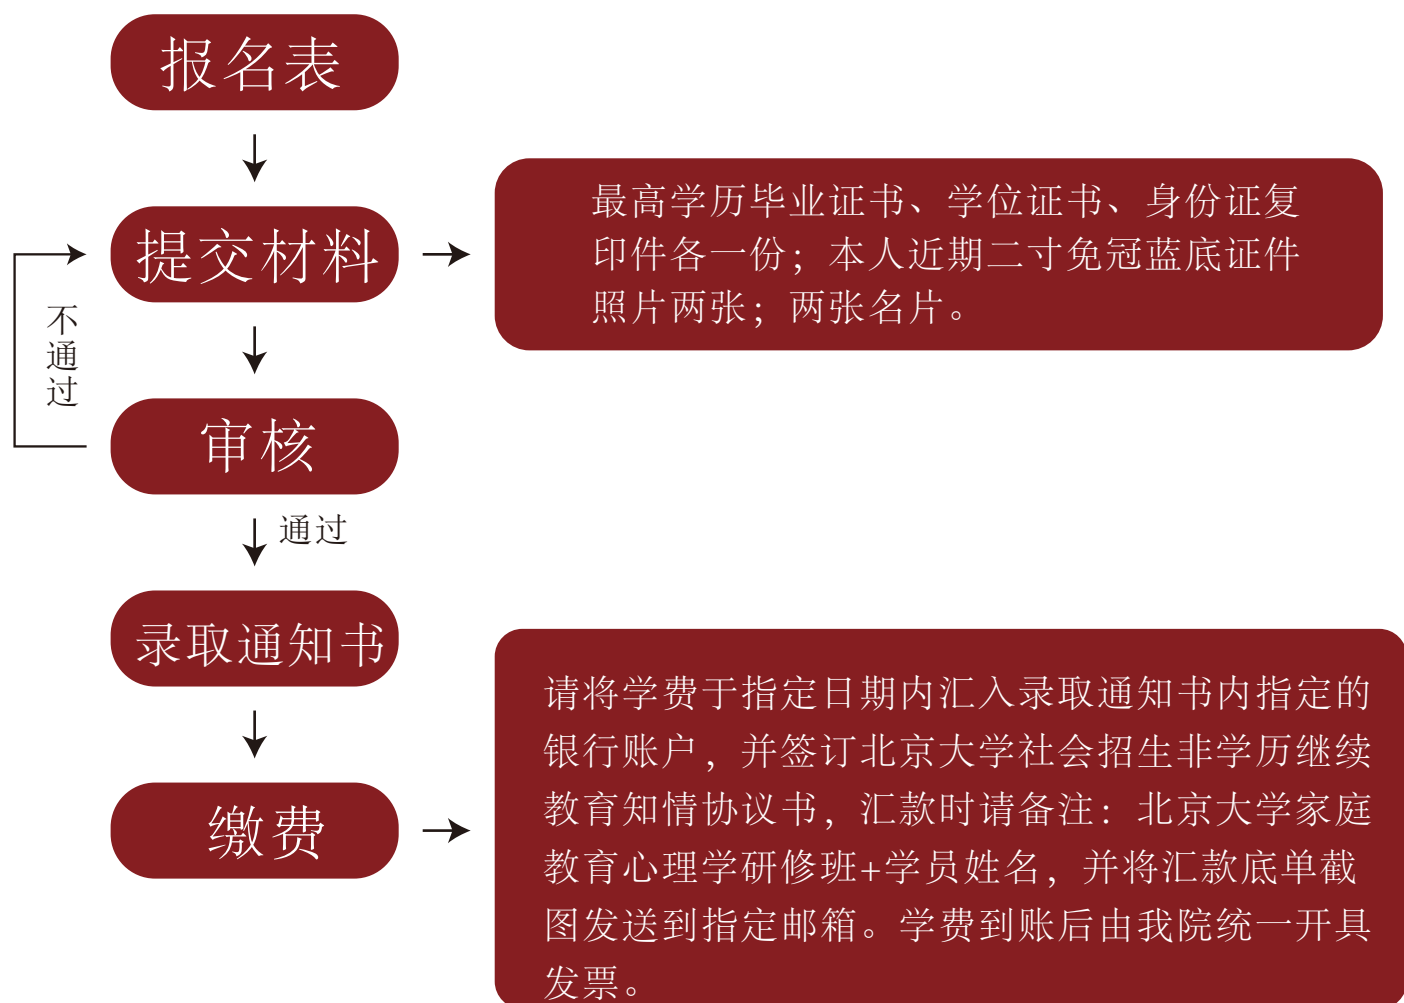 报名表
提交材料
最高学历毕业证书、学位证书、身份证复
印件各一份；本人近期二寸免冠蓝底证件
照片两张；两张名片。
不通过
审核
通过
录取通知书
缴费
请将学费于指定日期内汇入录取通知书内指定的
银行账户，并签订北京大学社会招生非学历继续
教育知情协议书，汇款时请备注：北京大学家庭
教育心理学研修班+学员姓名，并将汇款底单截
图发送到指定邮箱。学费到账后由我院统一开具
发票。